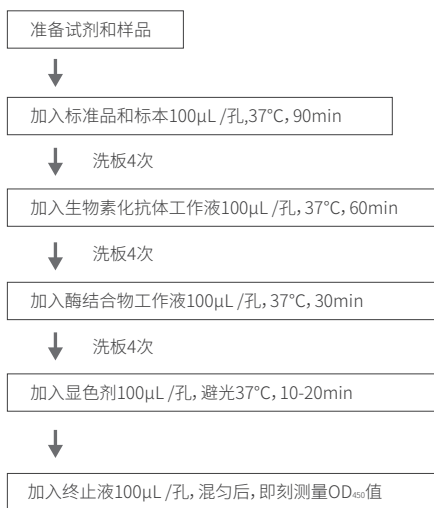 准备试剂和样品
加入标准品和标本100μL /孔,37°C，90min
洗板4次
加入生物素化抗体工作液100μL /孔，37°C，60min
洗板4次
加入酶结合物工作液100μL /孔，37°C，30min
洗板4次
加入显色剂100μL /孔，避光37°C，10-20min
加入终止液100μL /孔，混匀后，即刻测量OD₄₅₀值